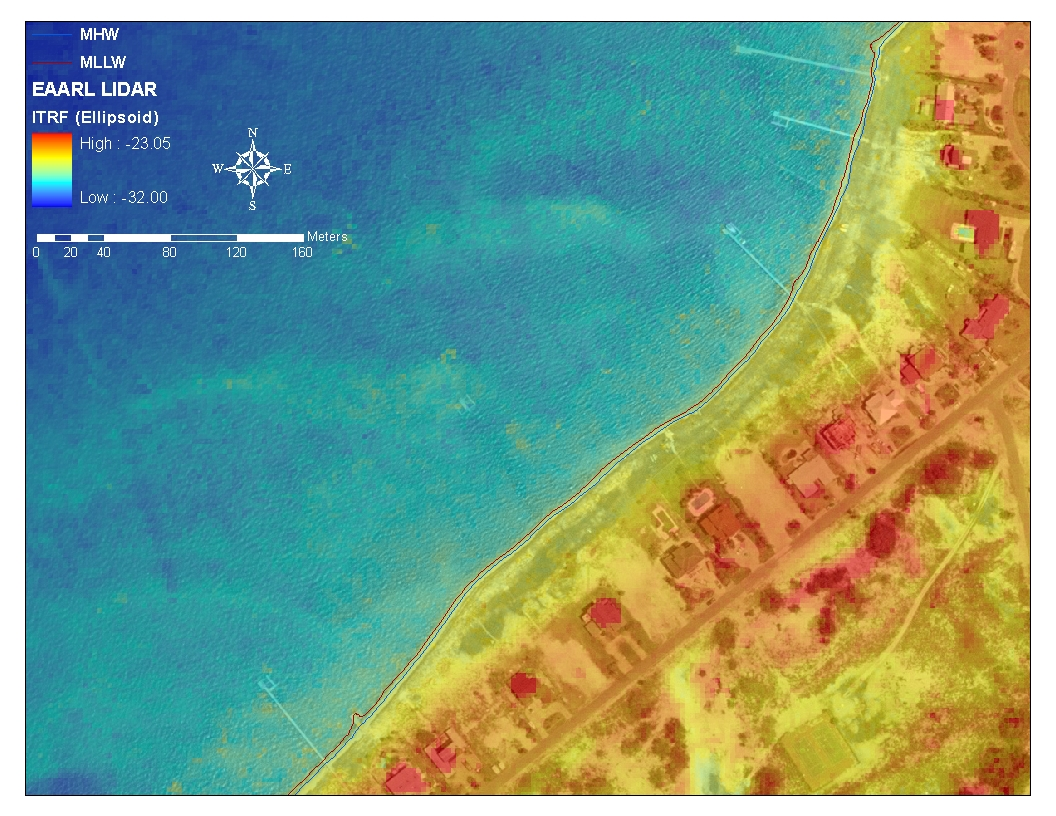 MHW
MLLW
EAARL LIDAR
ITRF (Ellipsoid)
High : -23.05
Low : -32.00
N
W E
S
Meters
0 20 40 80 120 160